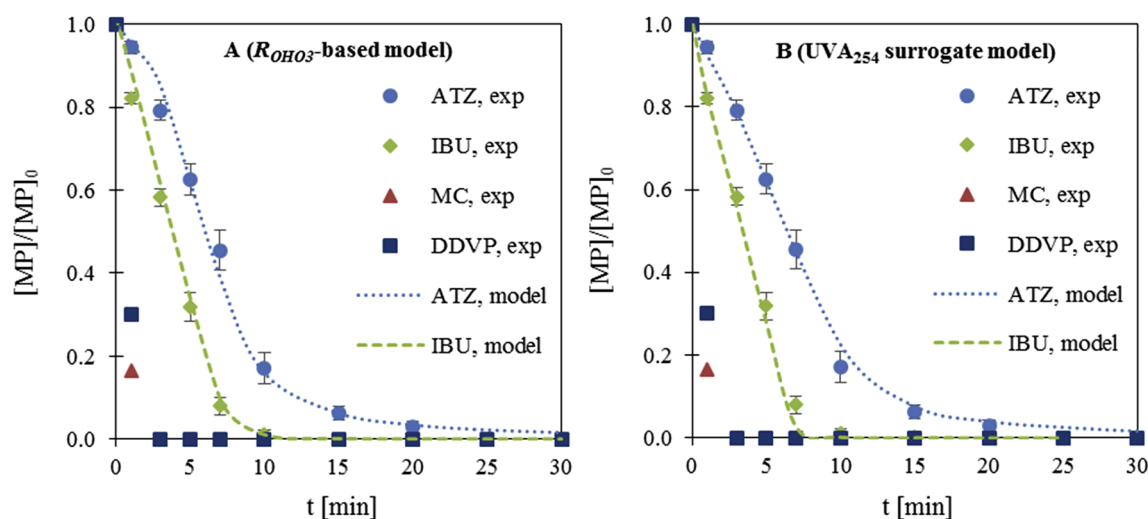 A (R_OHO3-based model)
ATZ, exp
IBU, exp
MC, exp
DDVP, exp
ATZ, model
IBU, model
[MP]/[MP]₀
1.0
0.8
0.6
0.4
0.2
0.0
0 5 10 15 20 25 30
t [min]
B (UVA₂₅₄ surrogate model)
ATZ, exp
IBU, exp
MC, exp
DDVP, exp
ATZ, model
IBU, model
[MP]/[MP]₀
1.0
0.8
0.6
0.4
0.2
0.0
0 5 10 15 20 25 30
t [min]